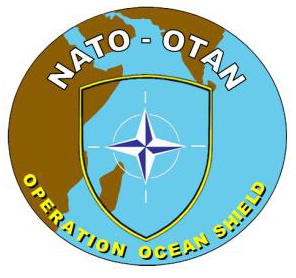 NATO - OTAN
OPERATION OCEAN SHIELD